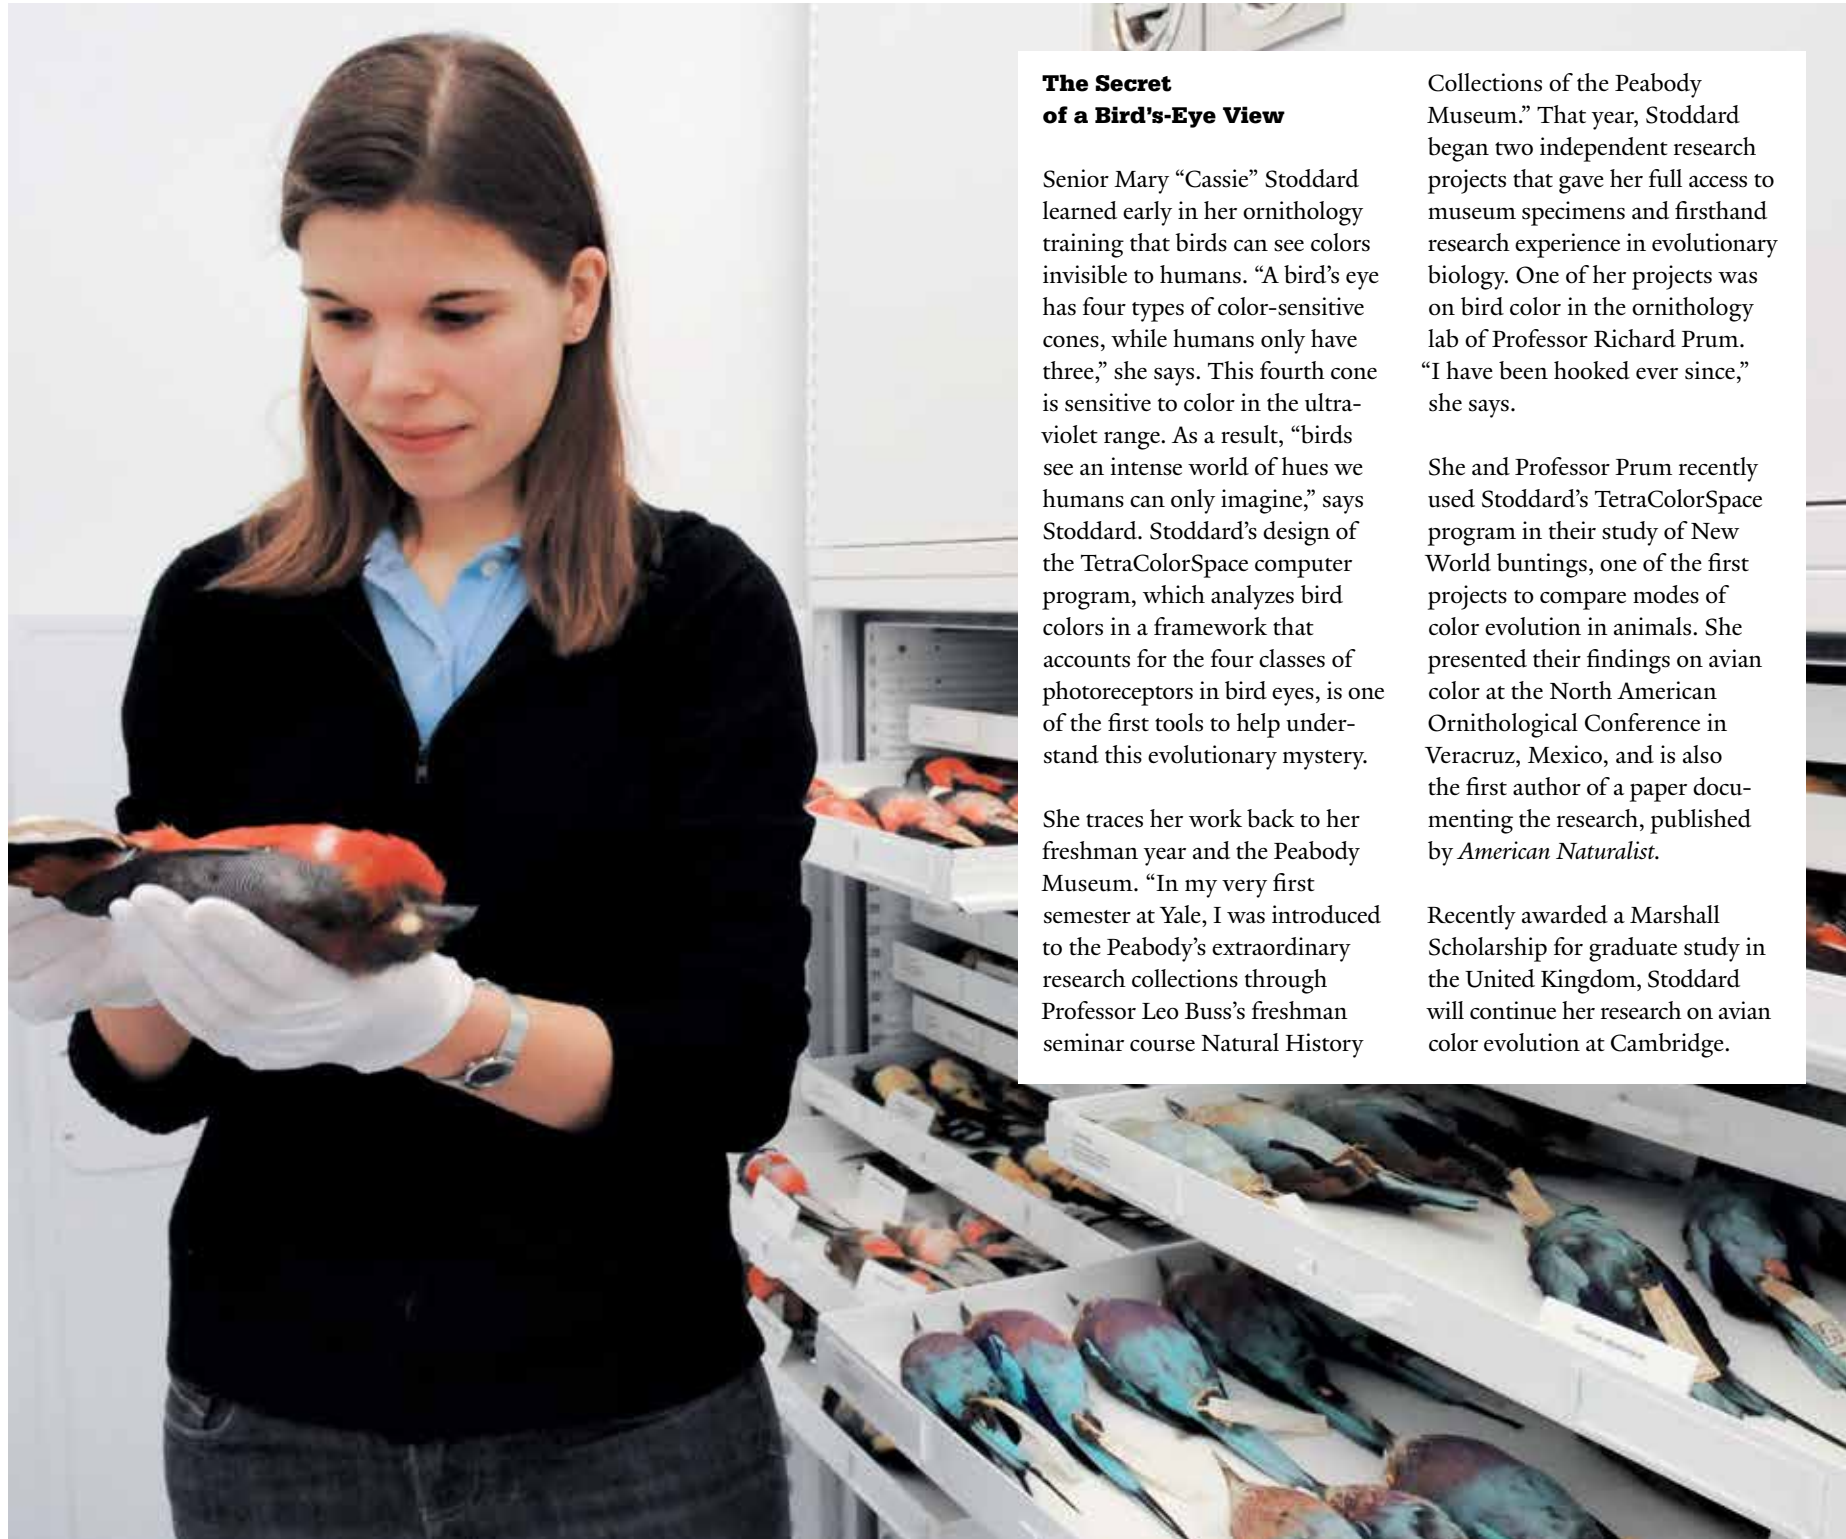 The Secret
of a Bird's-Eye View
Senior Mary “Cassie” Stoddard
learned early in her ornithology
training that birds can see colors
invisible to humans. “A bird’s eye
has four types of color-sensitive
cones, while humans only have
three,” she says. This fourth cone
is sensitive to color in the ultra-
violet range. As a result, “birds
see an intense world of hues we
humans can only imagine,” says
Stoddard. Stoddard’s design of
the TetraColorSpace computer
program, which analyzes bird
colors in a framework that
accounts for the four classes of
photoreceptors in bird eyes, is one
of the first tools to help under-
stand this evolutionary mystery.
She traces her work back to her
freshman year and the Peabody
Museum. “In my very first
semester at Yale, I was introduced
to the Peabody’s extraordinary
research collections through
Professor Leo Buss’s freshman
seminar course Natural History
Collections of the Peabody
Museum.” That year, Stoddard
began two independent research
projects that gave her full access to
museum specimens and firsthand
research experience in evolutionary
biology. One of her projects was
on bird color in the ornithology
lab of Professor Richard Prum.
“I have been hooked ever since,”
she says.
She and Professor Prum recently
used Stoddard’s TetraColorSpace
program in their study of New
World buntings, one of the first
projects to compare modes of
color evolution in animals. She
presented their findings on avian
color at the North American
Ornithological Conference in
Veracruz, Mexico, and is also
the first author of a paper docu-
menting the research, published
by American Naturalist.
Recently awarded a Marshall
Scholarship for graduate study in
the United Kingdom, Stoddard
will continue her research on avian
color evolution at Cambridge.